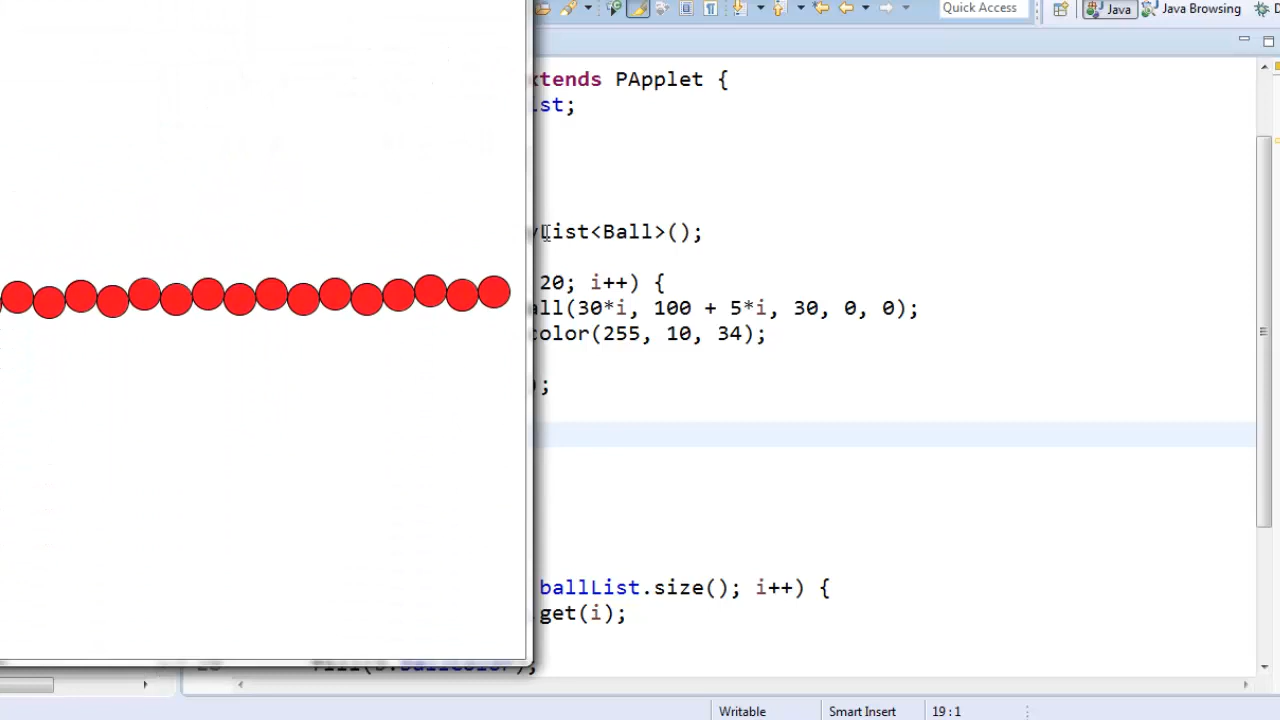 Quick Access
Java
Java Browsing
xtends PApplet {
ist;
List<Ball>();
20; i++) {
all(30*i, 100 + 5*i, 30, 0, 0);
color(255, 10, 34);
);
ballList.size(); i++) {
get(i);
Writable
Smart Insert
19 : 1